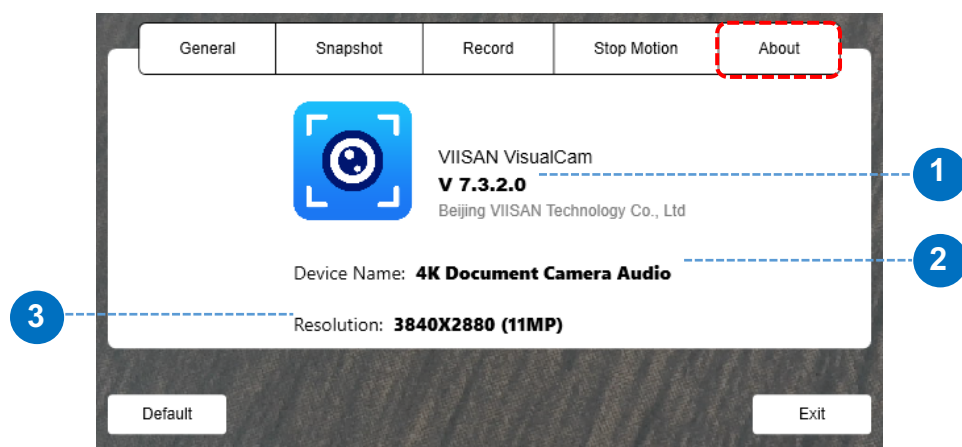 General Snapshot Record Stop Motion About
VIISAN VisualCam
V 7.3.2.0
1
Beijing VIISAN Technology Co., Ltd
2
Device Name: 4K Document Camera Audio
3
Resolution: 3840X2880 (11MP)
Default Exit